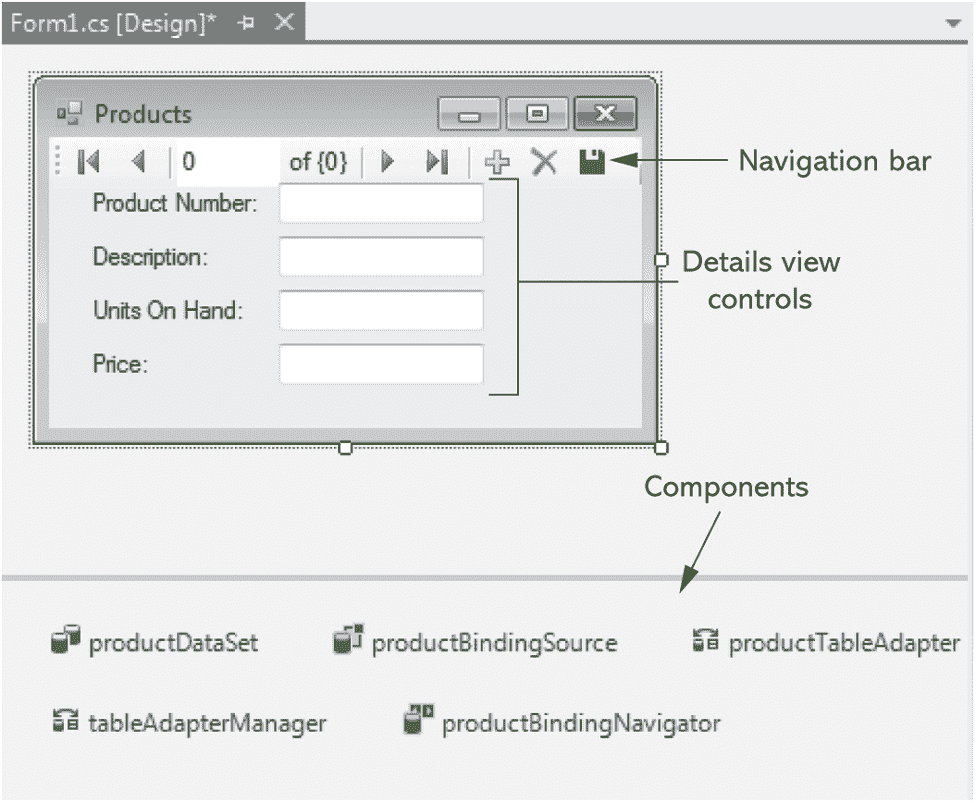 Form1.cs [Design]*
Products
0 of {0}
Navigation bar
Product Number:
Description:
Details view
controls
Units On Hand:
Price:
Components
productDataSet productBindingSource productTableAdapter
tableAdapterManager productBindingNavigator